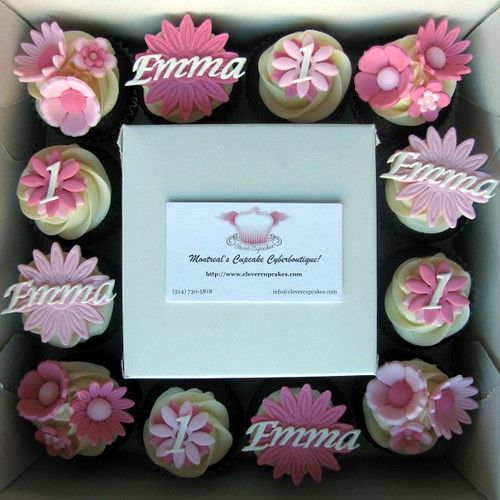 Emma
1
1
Emma
Clever Cupcakes
Montreal's Cupcake Cyberboutique!
http://www.clevercupcakes.com
(514) 730-5818
info@clevercupcakes.com
Emma
1
1
Emma